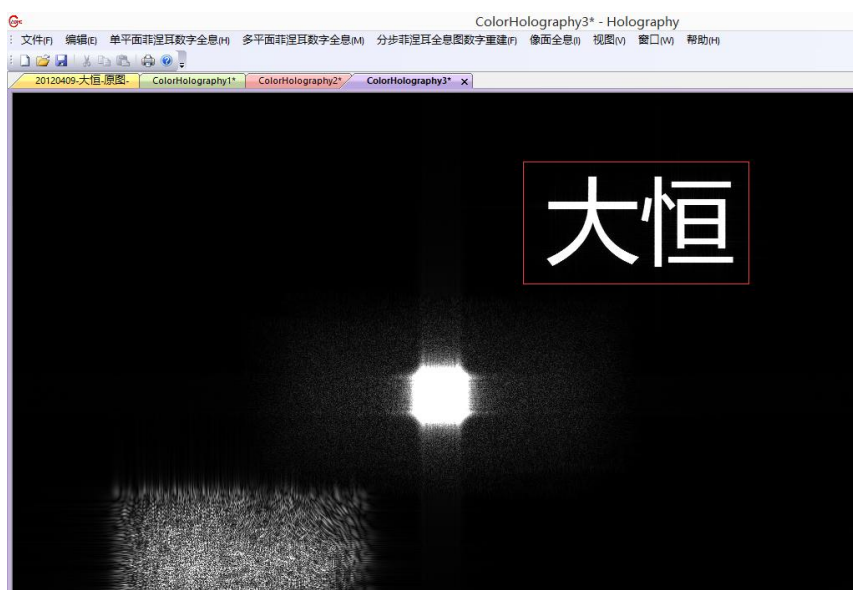 ColorHolography3* - Holography
文件(F) 编辑(E) 单平面菲涅耳数字全息(H) 多平面菲涅耳数字全息(M) 分步菲涅耳全息图数字重建(F) 像面全息(I) 视图(V) 窗口(W) 帮助(H)
20120409-大恒-原图- ColorHolography1* ColorHolography2* ColorHolography3* x
大恒